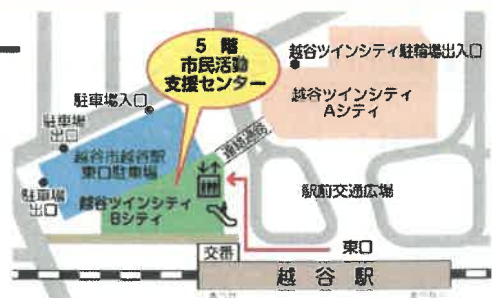 5 階
市民活動
支援センター
越谷ツインシティ駐輪場出入口
越谷ツインシティ
Aシティ
駐車場入口
駐車場
出口
越谷市越谷駅
東口駐車場
連絡通路
駐車場
出口
越谷ツインシティ
Bシティ
駅前交通広場
交番
東口
越谷駅